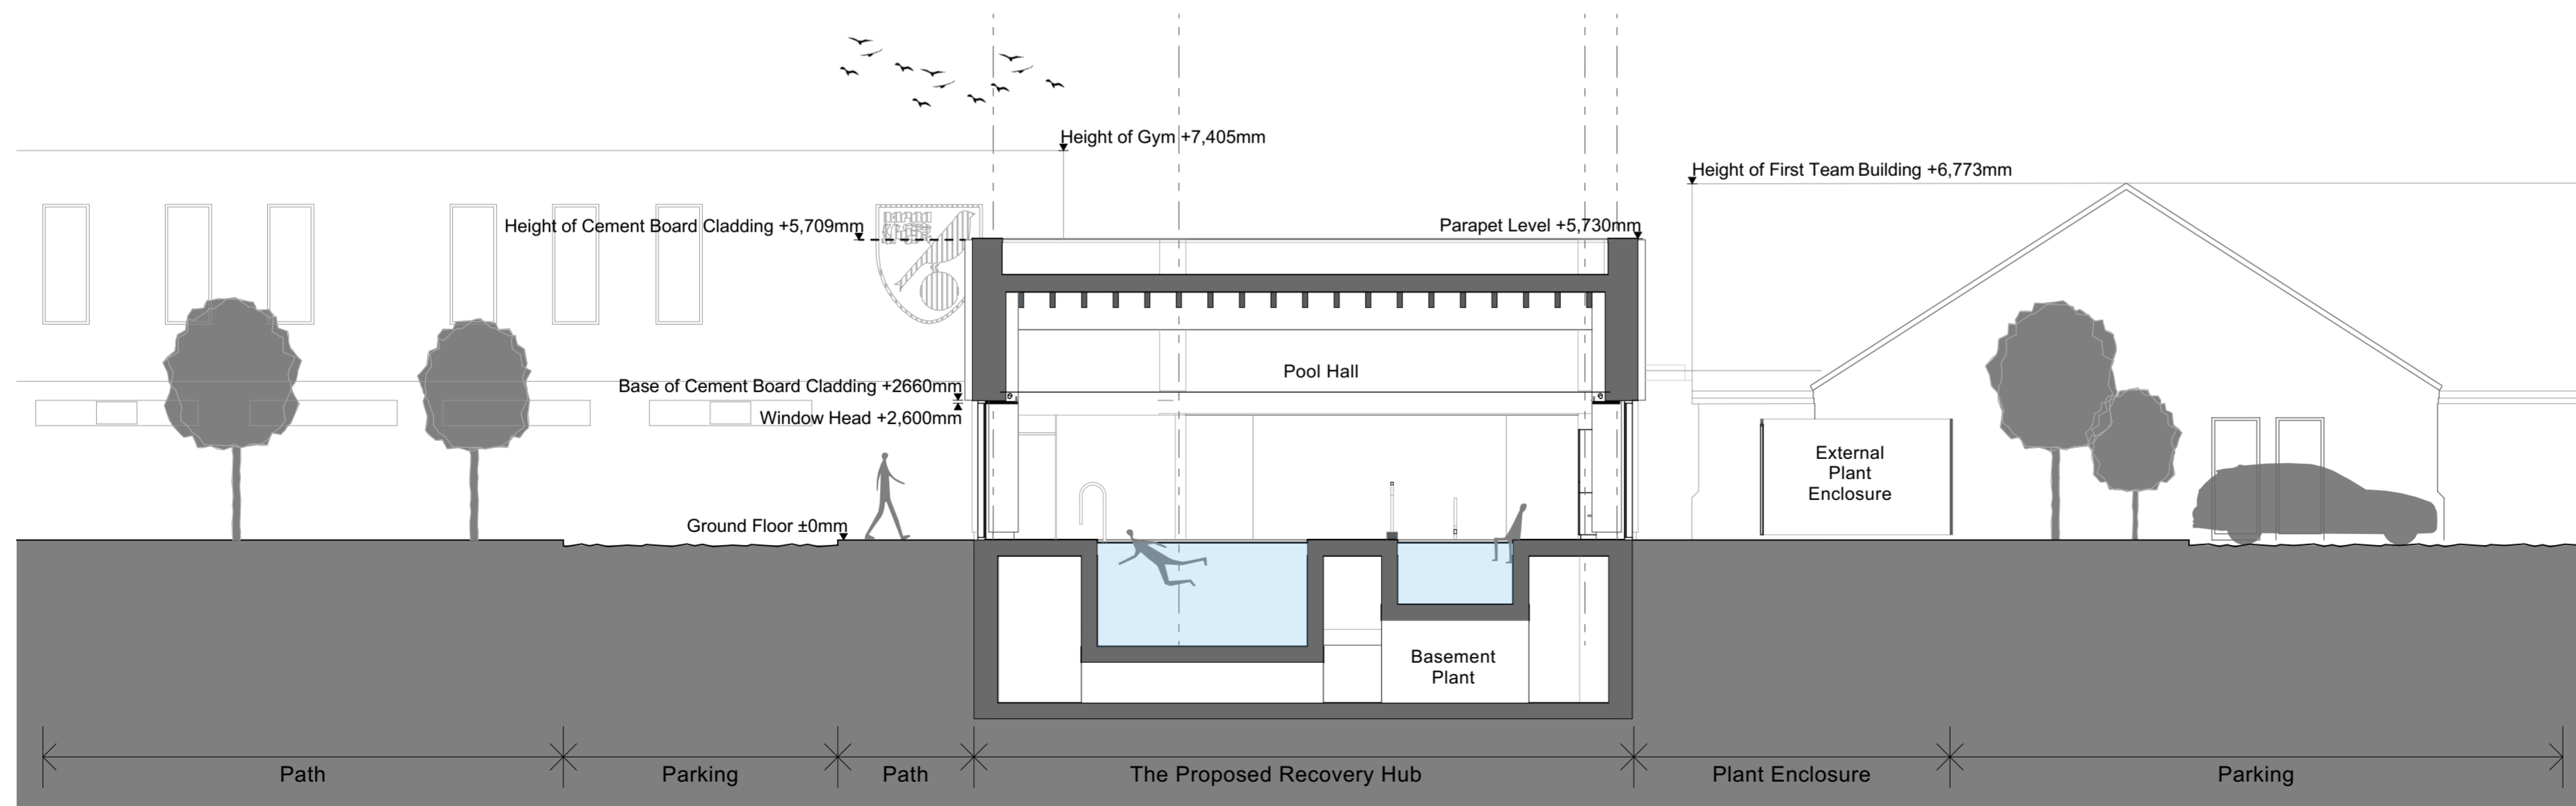 Height of Gym +7,405mm
Height of First Team Building +6,773mm
Height of Cement Board Cladding +5,709mm
Parapet Level +5,730mm
Pool Hall
Base of Cement Board Cladding +2660mm
Window Head +2,600mm
External
Plant
Enclosure
Ground Floor ±0mm
Basement
Plant
Path
Parking
Path
The Proposed Recovery Hub
Plant Enclosure
Parking